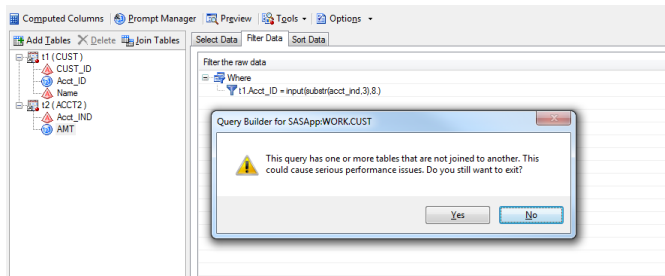 Computed Columns Prompt Manager Preview Tools Options
Add Tables Delete Join Tables
Select Data Filter Data Sort Data
t1 (CUST)
CUST_ID
Acct_ID
Name
t2 (ACCT2)
Acct_IND
AMT
Filter the raw data
Where
t1.Acct_ID = input(substr(acct_ind,3),8.)
Query Builder for SASApp:WORK.CUST
This query has one or more tables that are not joined to another. This
could cause serious performance issues. Do you still want to exit?
Yes No